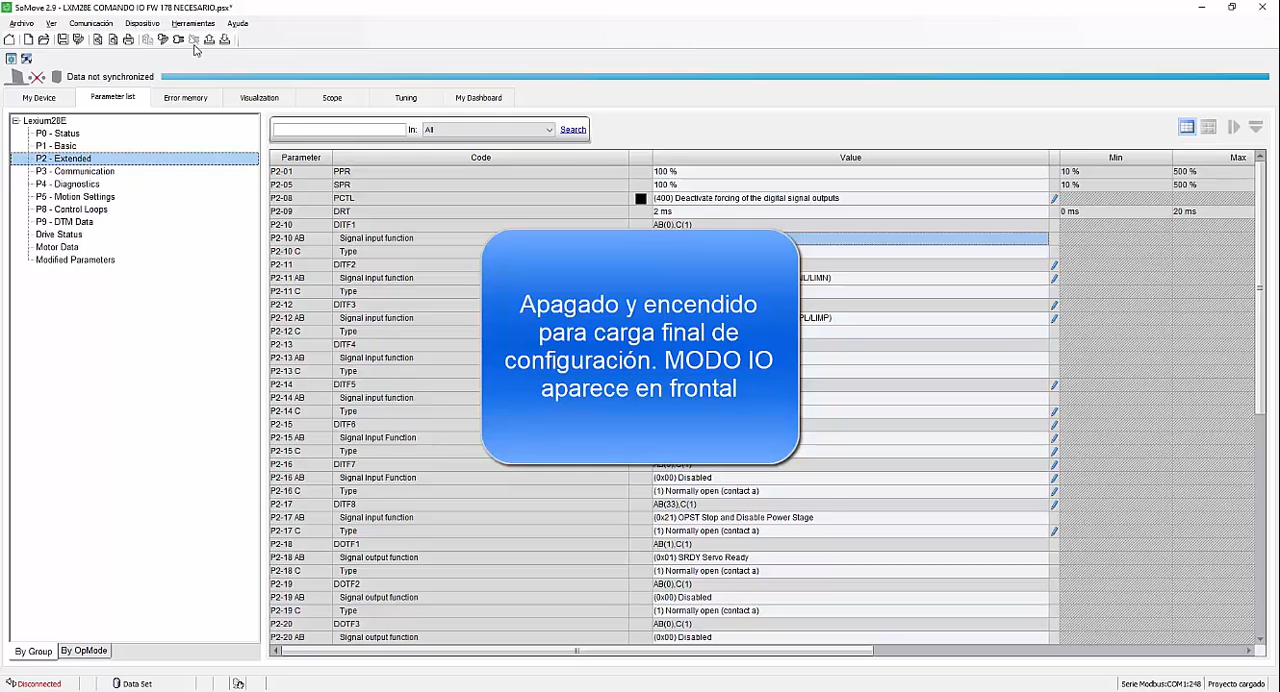 SoMove 2.9 - LXM28E COMANDO IO FW 178 NECESARIO.psx*
Archivo Ver Comunicación Dispositivo Herramientas Ayuda
Data not synchronized
My Device Parameter list Error memory Visualization Scope Tuning My Dashboard
Lexium28E
P0 - Status
P1 - Basic
P2 - Extended
P3 - Communication
P4 - Diagnostics
P5 - Motion Settings
P8 - Control Loops
P9 - DTM Data
Drive Status
Motor Data
Modified Parameters
In: All Search
Parameter Code Value Min Max
P2-01 PPR 100 % 10 % 500 %
P2-05 SPR 100 % 10 % 500 %
P2-08 PCTL (400) Deactivate forcing of the digital signal outputs
P2-09 DRT 2 ms 0 ms 20 ms
P2-10 DITF1 AB(0),C(1)
P2-10 AB Signal input function
P2-10 C Type
P2-11 DITF2
P2-11 AB Signal input function NL/LIMN)
P2-11 C Type
P2-12 DITF3
P2-12 AB Signal input function PL/LIMP)
P2-12 C Type
P2-13 DITF4
P2-13 AB Signal input function
P2-13 C Type
P2-14 DITF5
P2-14 AB Signal input function
P2-14 C Type
P2-15 DITF6
P2-15 AB Signal Input Function
P2-15 C Type
P2-16 DITF7 AB(0),C(1)
P2-16 AB Signal Input Function (0x00) Disabled
P2-16 C Type (1) Normally open (contact a)
P2-17 DITF8 AB(33),C(1)
P2-17 AB Signal input function (0x21) OPST Stop and Disable Power Stage
P2-17 C Type (1) Normally open (contact a)
P2-18 DOTF1 AB(1),C(1)
P2-18 AB Signal output function (0x01) SRDY Servo Ready
P2-18 C Type (1) Normally open (contact a)
P2-19 DOTF2 AB(0),C(1)
P2-19 AB Signal output function (0x00) Disabled
P2-19 C Type (1) Normally open (contact a)
P2-20 DOTF3 AB(0),C(1)
P2-20 AB Signal output function (0x00) Disabled
Apagado y encendido
para carga final de
configuración. MODO IO
aparece en frontal
By Group By OpMode
Disconnected Data Set Serie Modbus:COM1:248 Proyecto cargado